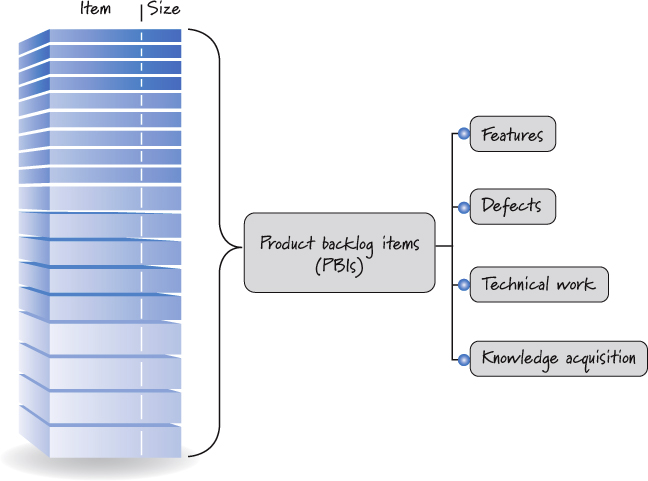 Item | Size
Features
Defects
Product backlog items
(PBIs)
Technical work
Knowledge acquisition